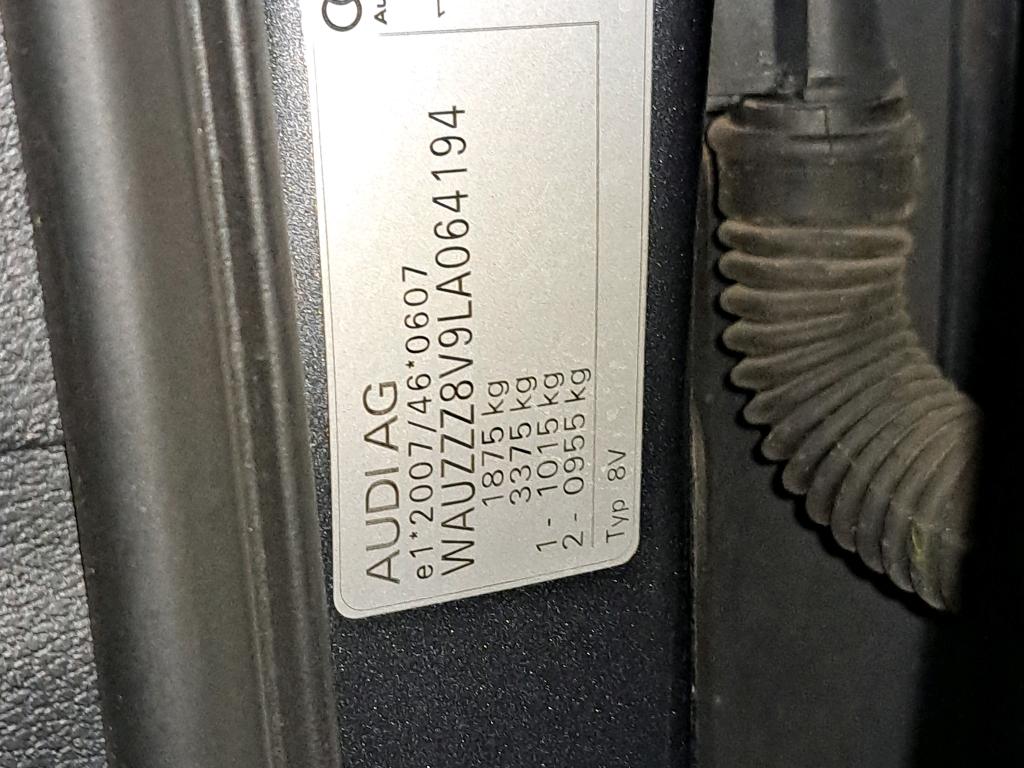 AUDI AG
e1*2007/46*0607
WAUZZZ8V9LA064194
1875 kg
3375 kg
1- 1015 kg
2- 0955 kg
Typ 8V